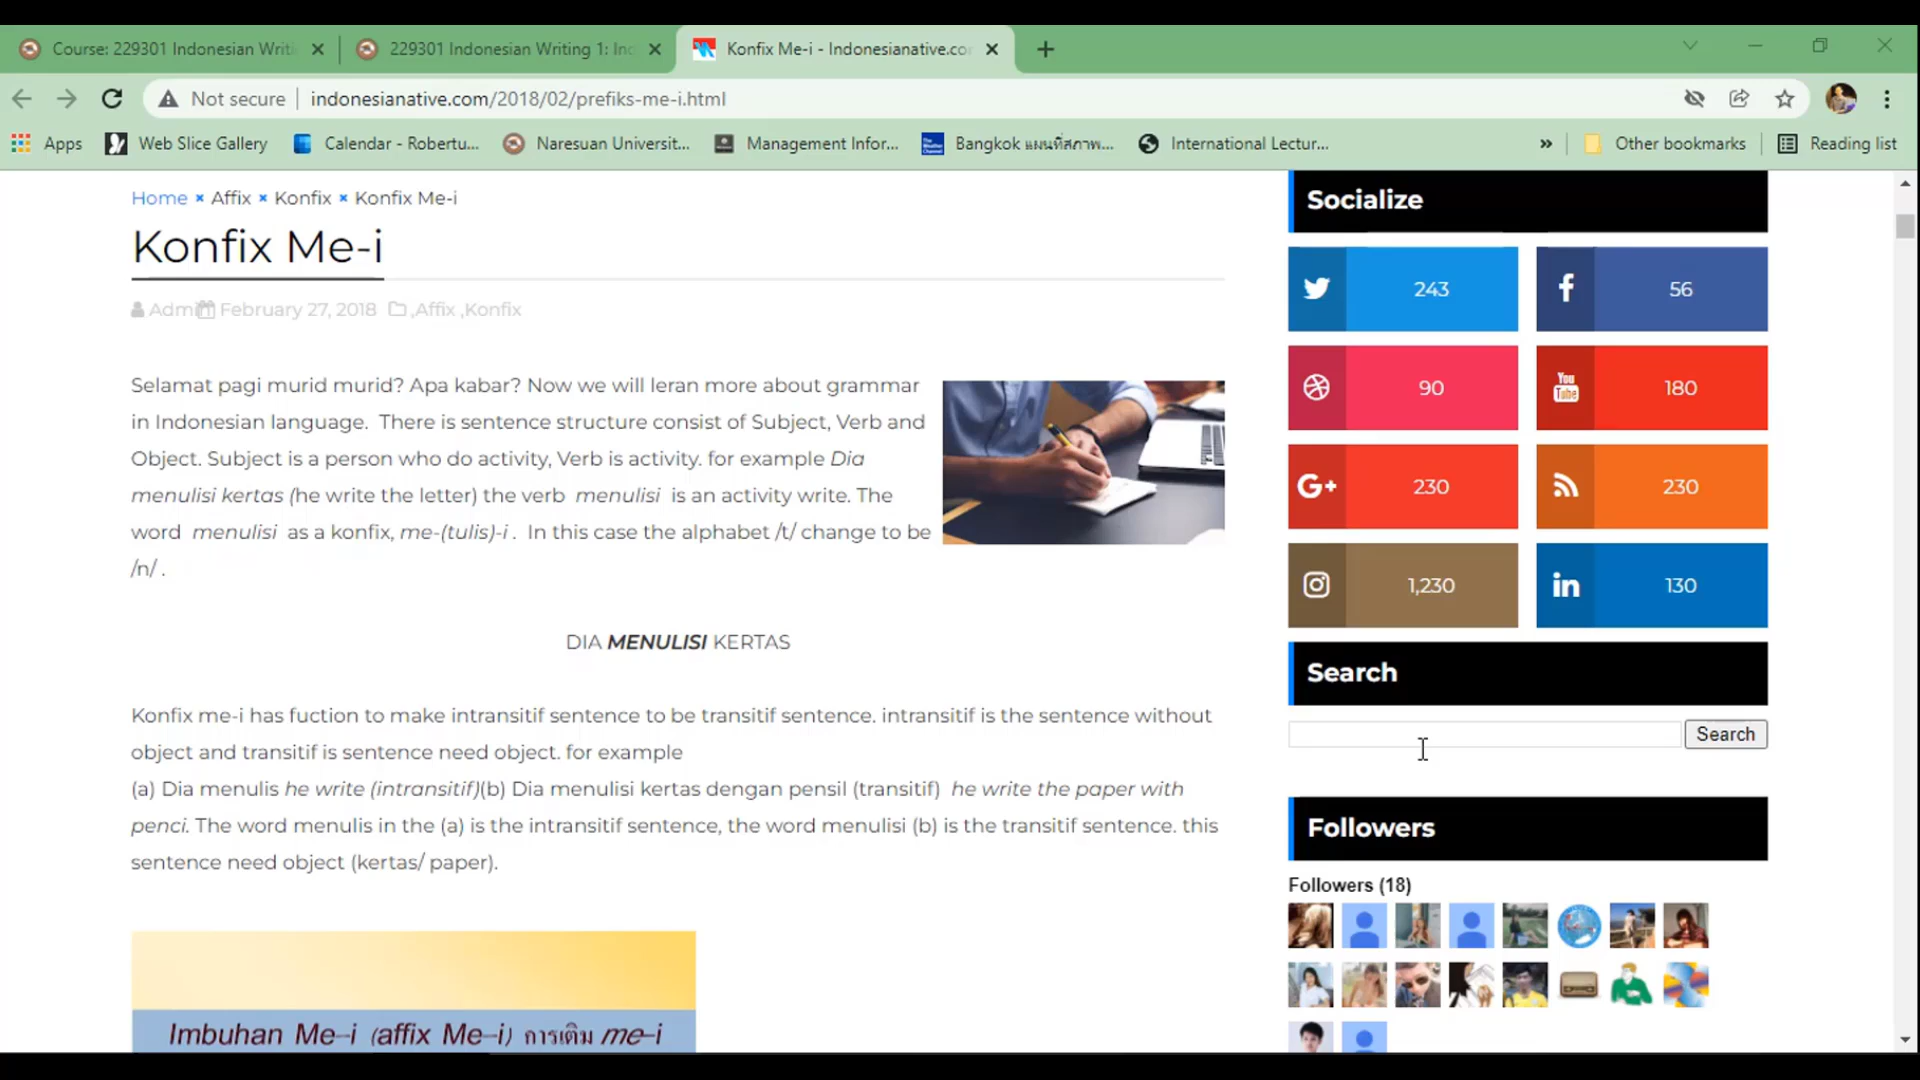 Course: 229301 Indonesian Writi
229301 Indonesian Writing 1: Ind
Konfix Me-i - Indonesianative.co
Not secure
indonesianative.com/2018/02/prefiks-me-i.html
Apps
Web Slice Gallery
Calendar - Robertu...
Naresuan Universit...
Management Infor...
Bangkok แผนที่สภาพ...
International Lectur...
»
Other bookmarks
Reading list
Home × Affix × Konfix × Konfix Me-i
Konfix Me-i
Admi
February 27, 2018
,Affix ,Konfix
Selamat pagi murid murid? Apa kabar? Now we will leran more about grammar
in Indonesian language. There is sentence structure consist of Subject, Verb and
Object. Subject is a person who do activity, Verb is activity. for example Dia
menulisi kertas (he write the letter) the verb menulisi is an activity write. The
word menulisi as a konfix, me-(tulis)-i . In this case the alphabet /t/ change to be
/n/ .
DIA MENULISI KERTAS
Konfix me-i has fuction to make intransitif sentence to be transitif sentence. intransitif is the sentence without
object and transitif is sentence need object. for example
(a) Dia menulis he write (intransitif)(b) Dia menulisi kertas dengan pensil (transitif) he write the paper with
penci. The word menulis in the (a) is the intransitif sentence, the word menulisi (b) is the transitif sentence. this
sentence need object (kertas/ paper).
Imbuhan Me–i (affix Me–i) การเติม me–i
Socialize
243
56
90
You Tube
180
G+
230
230
1,230
in
130
Search
Search
Followers
Followers (18)